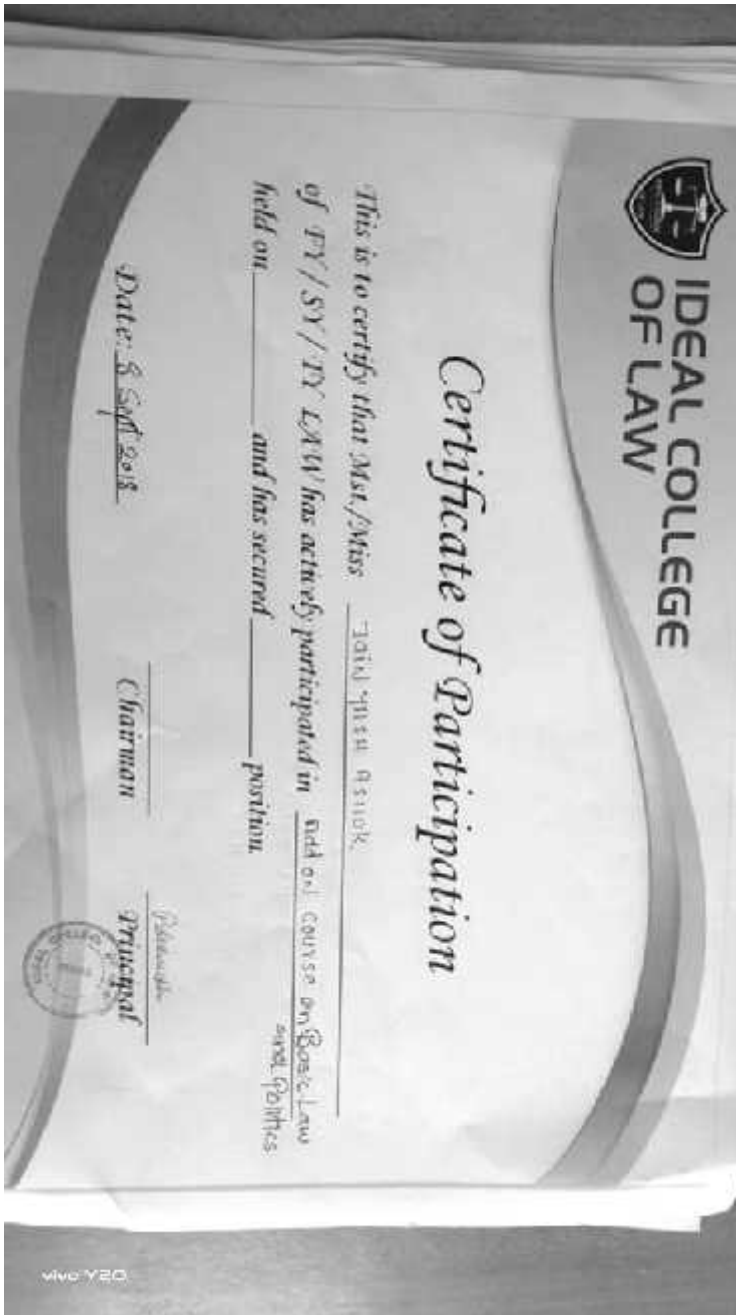 IDEAL COLLEGE
OF LAW
Certificate of Participation
This is to certify that Mst./Miss JAIN YASH ASHOK
of FY/SY/TY LAW has actively participated in Add on course on Basic Law
and Politics
held on and has secured position.
Date: 8 Sept 2018
Chairman
Principal
vivo Y20